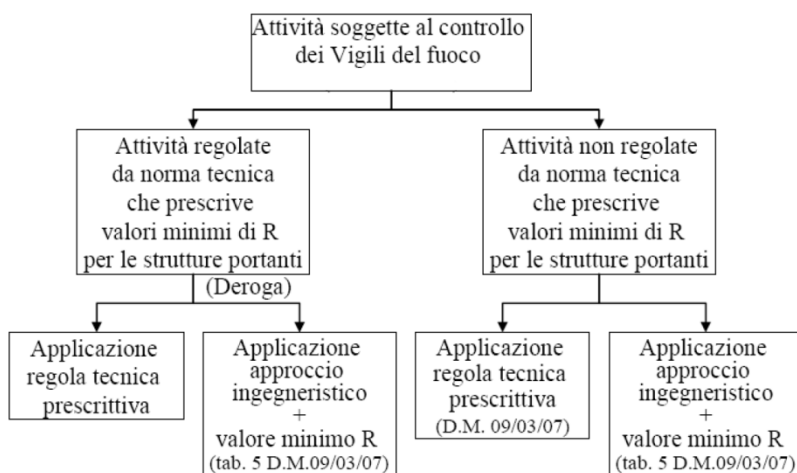 Attività soggette al controllo
dei Vigili del fuoco
Attività regolate
da norma tecnica
che prescrive
valori minimi di R
per le strutture portanti
Attività non regolate
da norma tecnica
che prescrive
valori minimi di R
per le strutture portanti
(Deroga)
Applicazione
regola tecnica
prescrittiva
Applicazione
approccio
ingegneristico
+
valore minimo R
(tab. 5 D.M.09/03/07)
Applicazione
regola tecnica
prescrittiva
(D.M. 09/03/07)
Applicazione
approccio
ingegneristico
+
valore minimo R
(tab. 5 D.M.09/03/07)